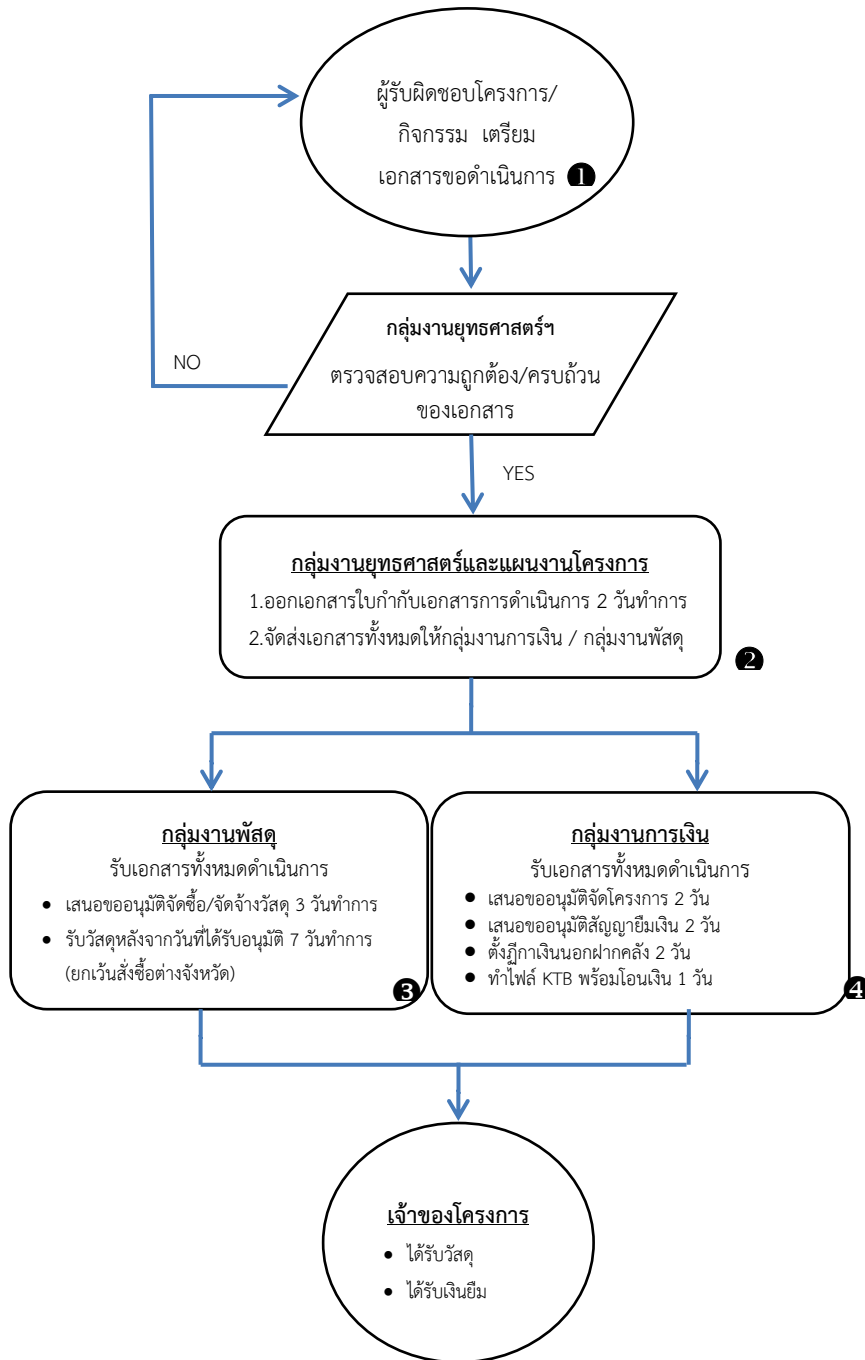 ผู้รับผิดชอบโครงการ/
กิจกรรม เตรียม
เอกสารขอดำเนินการ ❶
กลุ่มงานยุทธศาสตร์ฯ
NO
ตรวจสอบความถูกต้อง/ครบถ้วน
ของเอกสาร
YES
กลุ่มงานยุทธศาสตร์และแผนงานโครงการ
1.ออกเอกสารใบกำกับเอกสารการดำเนินการ 2 วันทำการ
2.จัดส่งเอกสารทั้งหมดให้กลุ่มงานการเงิน / กลุ่มงานพัสดุ
❷
กลุ่มงานพัสดุ
รับเอกสารทั้งหมดดำเนินการ
• เสนอขออนุมัติจัดซื้อ/จัดจ้างวัสดุ 3 วันทำการ
• รับวัสดุหลังจากวันที่ได้รับอนุมัติ 7 วันทำการ
(ยกเว้นสั่งซื้อต่างจังหวัด)
❸
กลุ่มงานการเงิน
รับเอกสารทั้งหมดดำเนินการ
• เสนอขออนุมัติจัดโครงการ 2 วัน
• เสนอขออนุมัติสัญญายืมเงิน 2 วัน
• ตั้งฎีกาเงินนอกฝากคลัง 2 วัน
• ทำไฟล์ KTB พร้อมโอนเงิน 1 วัน
❹
เจ้าของโครงการ
• ได้รับวัสดุ
• ได้รับเงินยืม